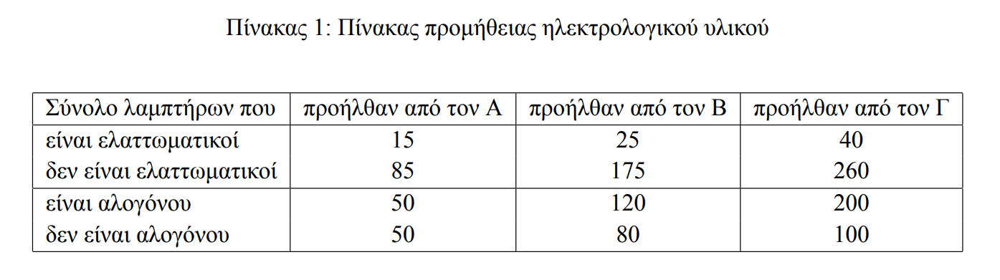 Πίνακας 1: Πίνακας προμήθειας ηλεκτρολογικού υλικού
Σύνολο λαμπτήρων που προήλθαν από τον Α προήλθαν από τον Β προήλθαν από τον Γ
είναι ελαττωματικοί 15 25 40
δεν είναι ελαττωματικοί 85 175 260
είναι αλογόνου 50 120 200
δεν είναι αλογόνου 50 80 100